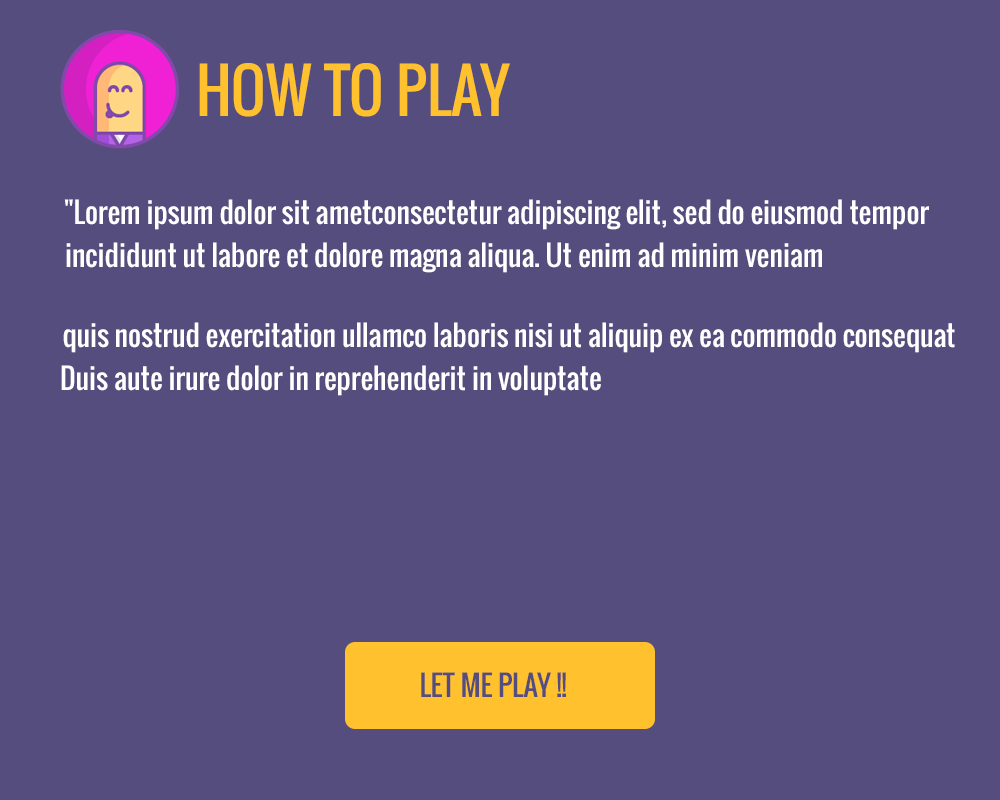 HOW TO PLAY
"Lorem ipsum dolor sit ametconsectetur adipiscing elit, sed do eiusmod tempor
incididunt ut labore et dolore magna aliqua. Ut enim ad minim veniam
quis nostrud exercitation ullamco laboris nisi ut aliquip ex ea commodo consequat
Duis aute irure dolor in reprehenderit in voluptate
LET ME PLAY !!